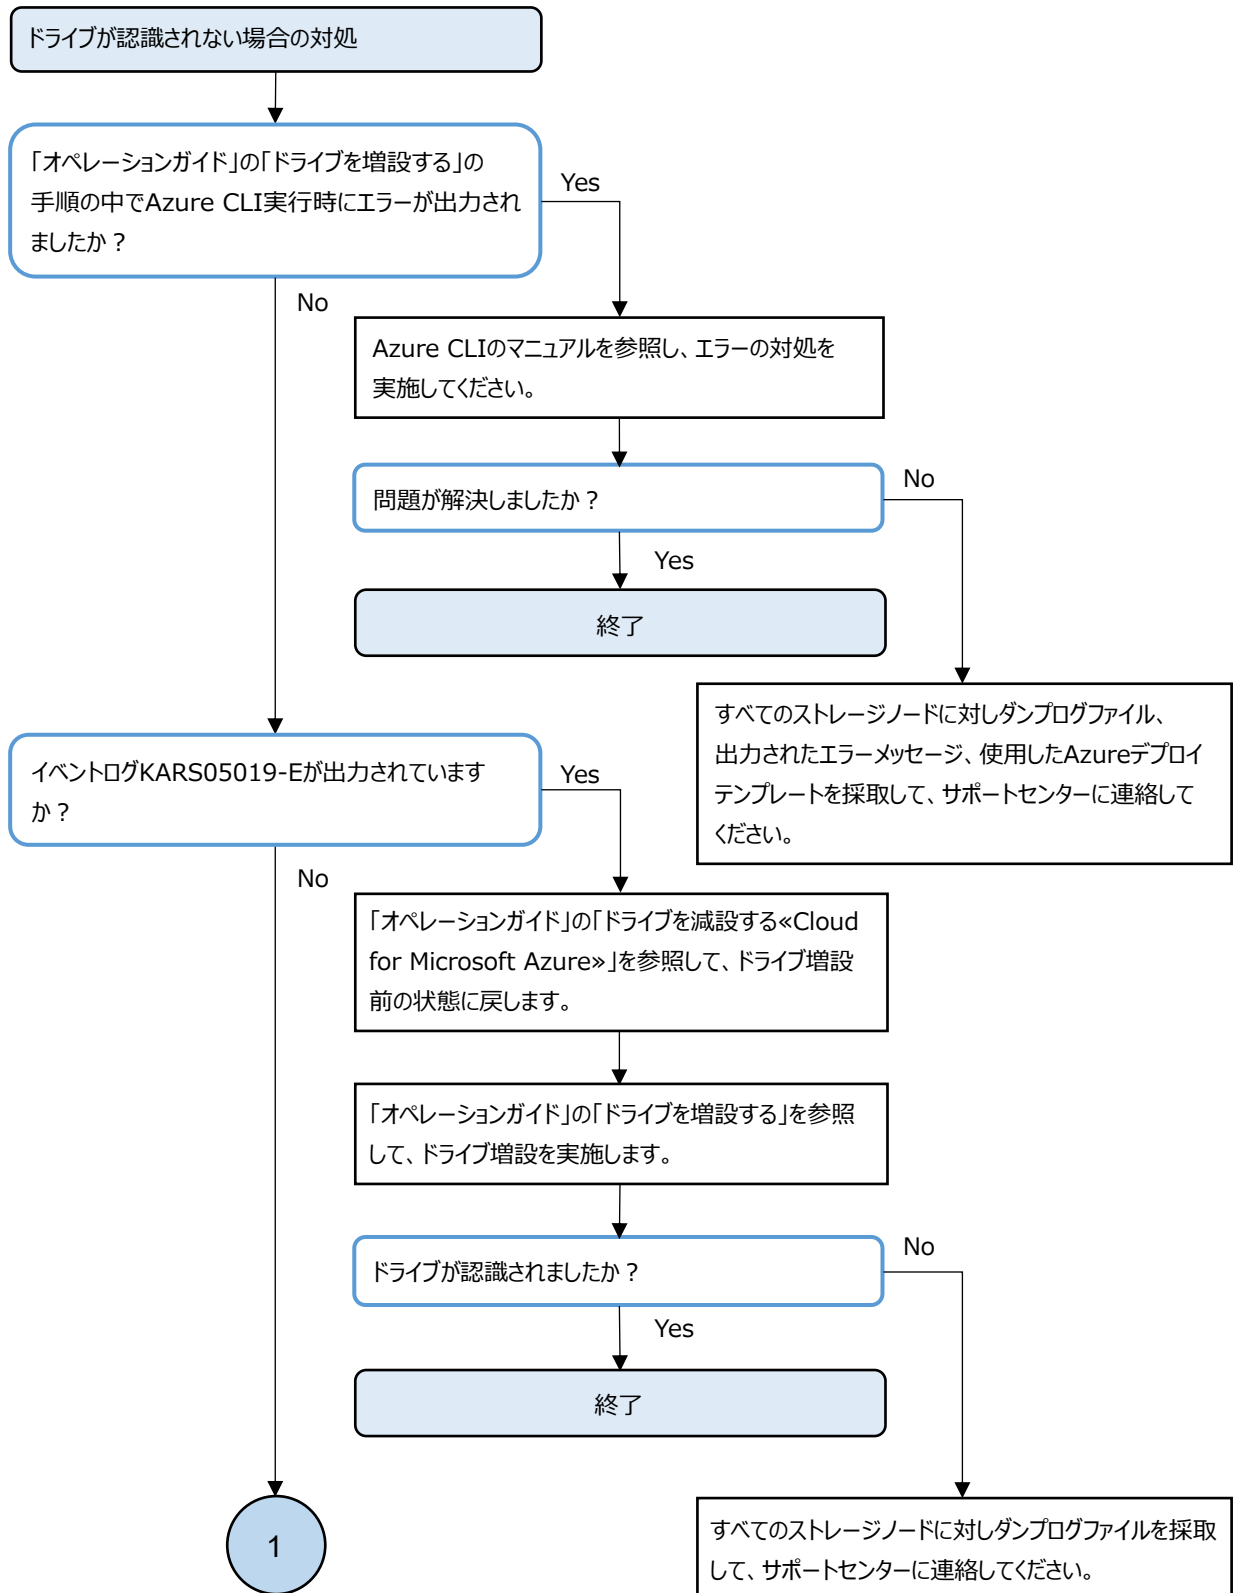 ドライブが認識されない場合の対処
「オペレーションガイド」の「ドライブを増設する」の
手順の中でAzure CLI実行時にエラーが出力され
ましたか？
Yes
No
Azure CLIのマニュアルを参照し、エラーの対処を
実施してください。
問題が解決しましたか？
No
Yes
終了
すべてのストレージノードに対しダンプログファイル、
出力されたエラーメッセージ、使用したAzureデプロイ
テンプレートを採取して、サポートセンターに連絡して
ください。
イベントログKARS05019-Eが出力されています
か？
Yes
No
「オペレーションガイド」の「ドライブを減設する«Cloud
for Microsoft Azure»」を参照して、ドライブ増設
前の状態に戻します。
「オペレーションガイド」の「ドライブを増設する」を参照
して、ドライブ増設を実施します。
ドライブが認識されましたか？
No
Yes
終了
1
すべてのストレージノードに対しダンプログファイルを採取
して、サポートセンターに連絡してください。